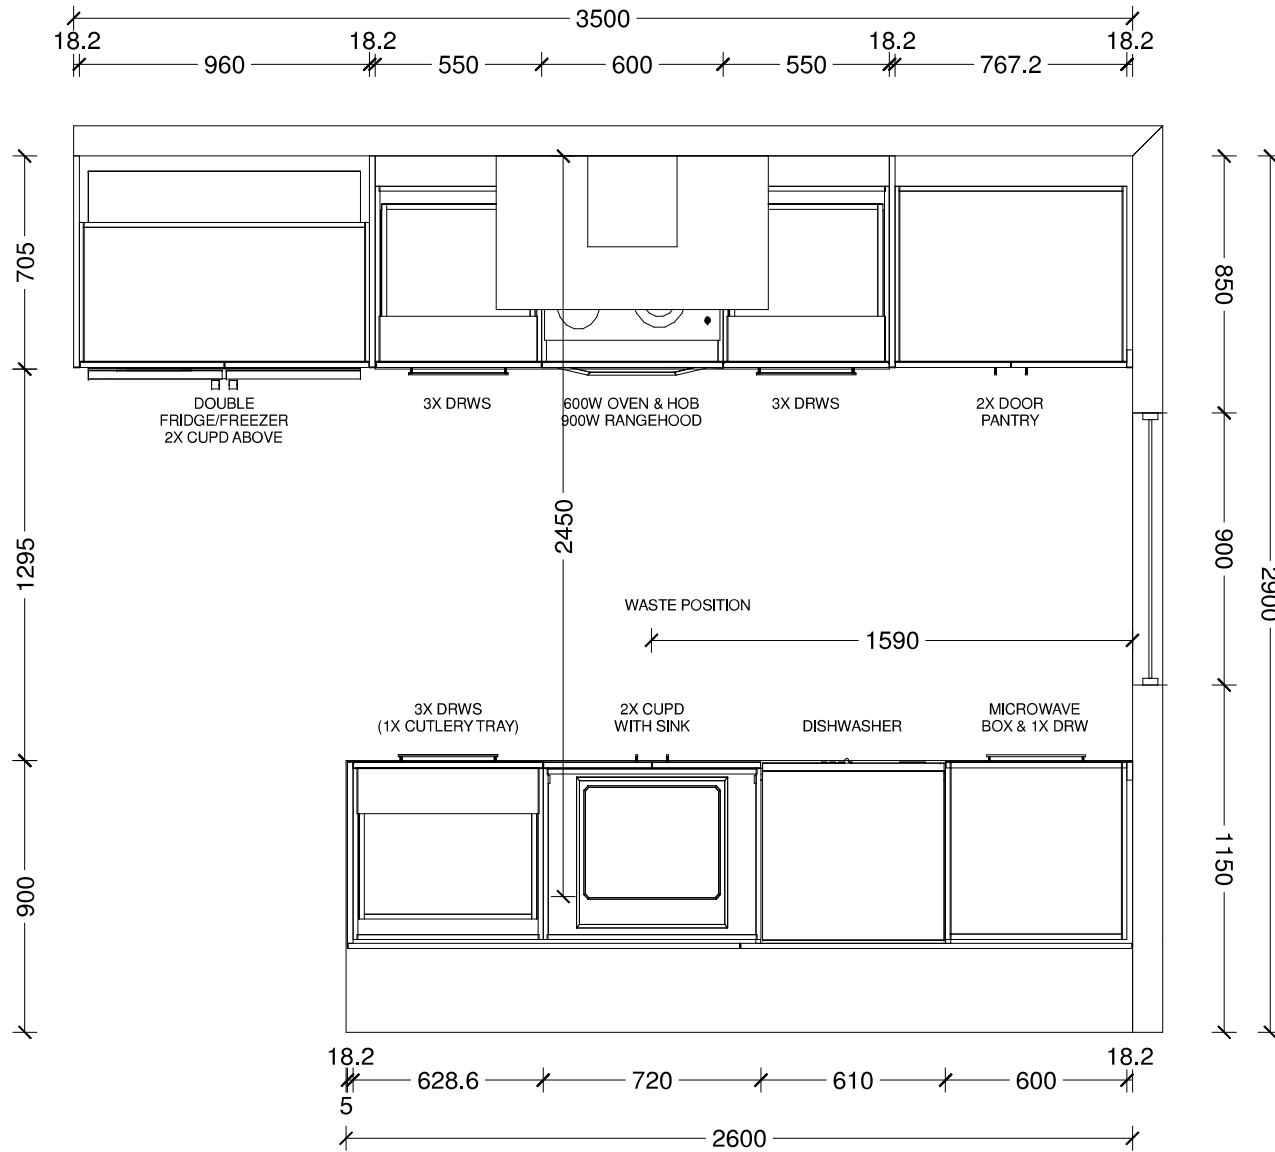 3500
18.2
18.2
18.2
18.2
960
550
600
550
767.2
705
850
DOUBLE
FRIDGE/FREEZER
2X CUPD ABOVE
3X DRWS
600W OVEN & HOB
900W RANGEHOOD
3X DRWS
2X DOOR
PANTRY
1295
2450
900
2900
WASTE POSITION
1590
3X DRWS
(1X CUTLERY TRAY)
2X CUPD
WITH SINK
DISHWASHER
MICROWAVE
BOX & 1X DRW
900
1150
18.2
18.2
628.6
720
610
600
5
2600